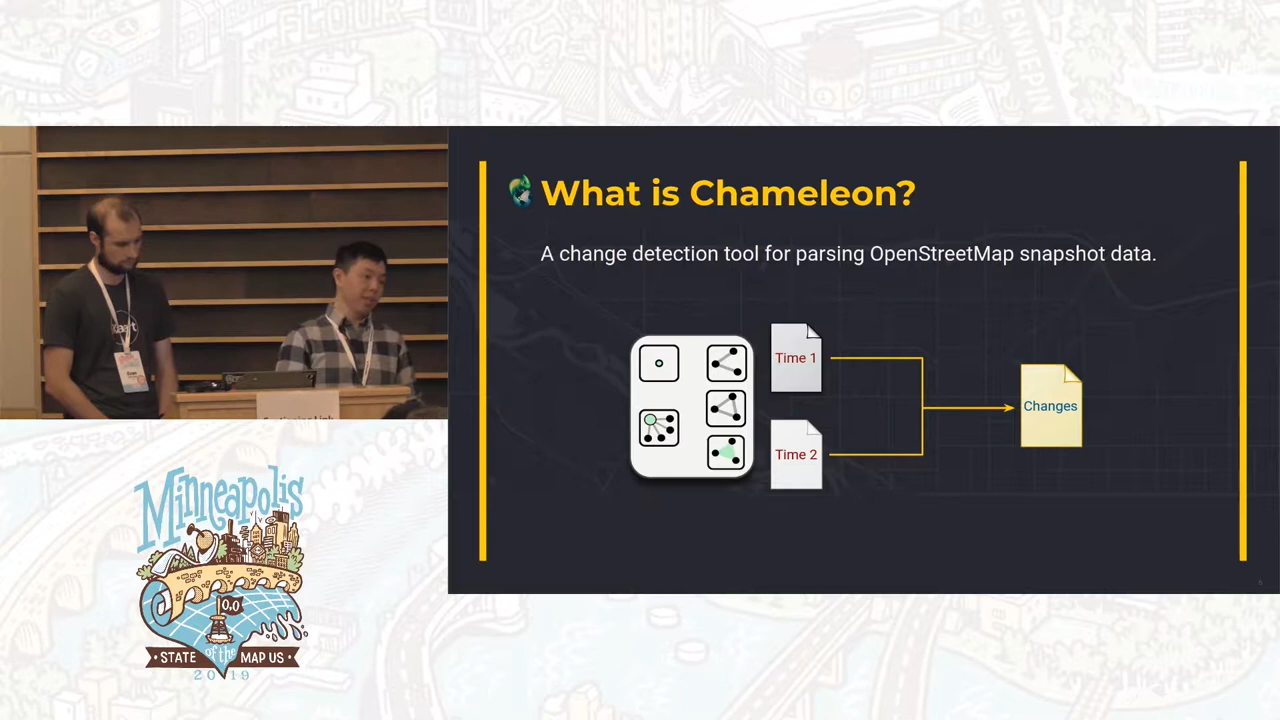 What is Chameleon?
A change detection tool for parsing OpenStreetMap snapshot data.
Time 1
Time 2
Changes
Minneapolis
0,0
STATE of the MAP US
2019